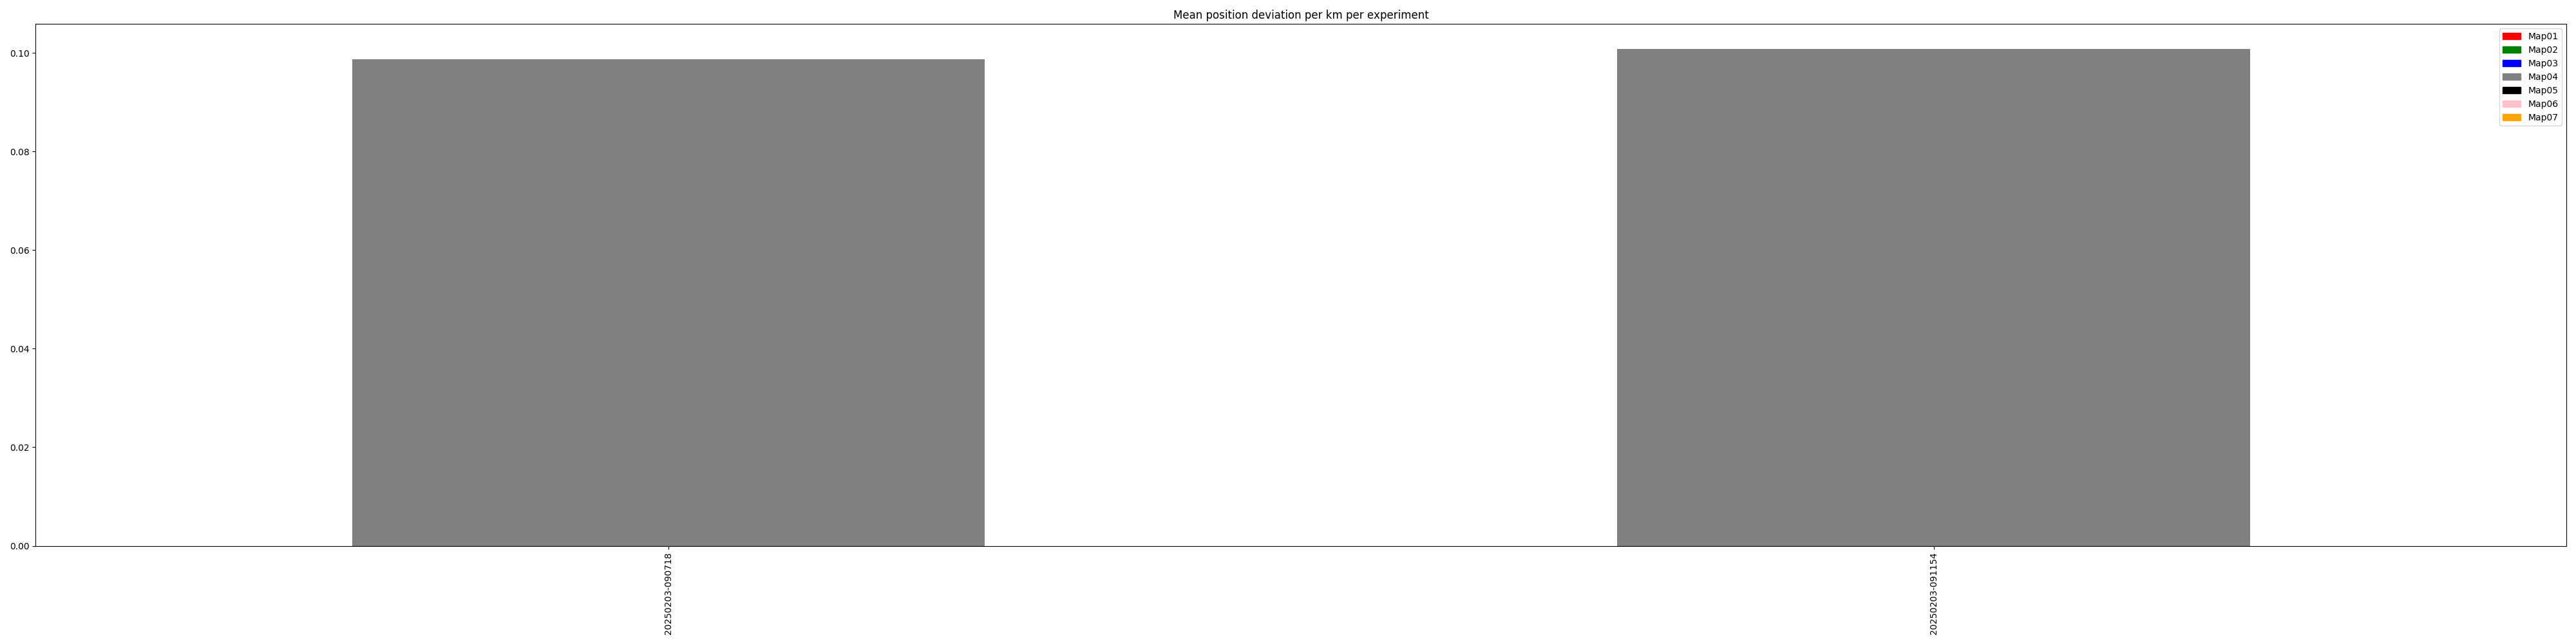 Mean position deviation per km per experiment
0.10
0.08
0.06
0.04
0.02
0.00
Map01
Map02
Map03
Map04
Map05
Map06
Map07
20250203-090718
20250203-091154